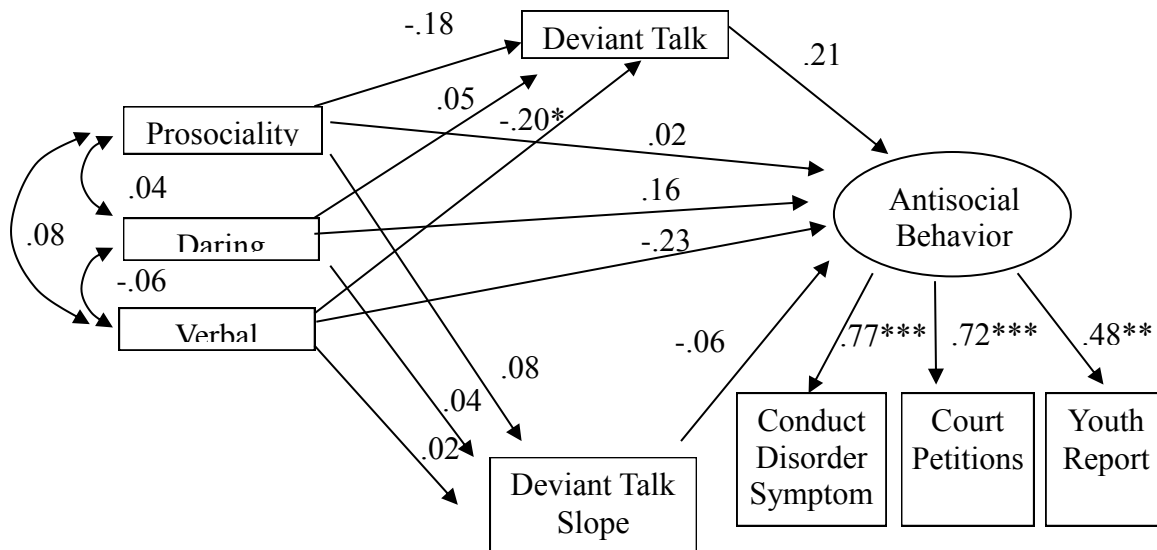 -.18
Deviant Talk
.21
.05
-.20*
Prosociality
.02
.04
.16
Antisocial
Behavior
.08
Daring
-.23
-.06
Verbal
-.06
.77***
.72***
.48**
.08
.04
.02
Conduct
Disorder
Symptom
Court
Petitions
Youth
Report
Deviant Talk
Slope